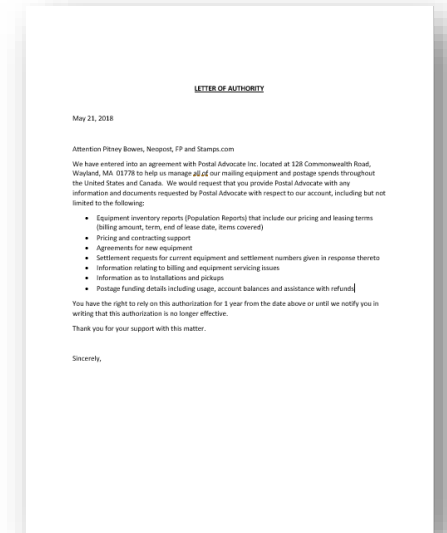 LETTER OF AUTHORITY
May 21, 2018
Attention Pitney Bowes, Neopost, FP and Stamps.com
We have entered into an agreement with Postal Advocate Inc. located at 128 Commonwealth Road,
Wayland, MA  01778 to help us manage all of our mailing equipment and postage spends throughout
the United States and Canada.  We would request that you provide Postal Advocate with any
information and documents requested by Postal Advocate with respect to our account, including but not
limited to the following:
• Equipment inventory reports (Population Reports) that include our pricing and leasing terms
(billing amount, term, end of lease date, items covered)
• Pricing and contracting support
• Agreements for new equipment
• Settlement requests for current equipment and settlement numbers given in response thereto
• Information relating to billing and equipment servicing issues
• Information as to Installations and pickups
• Postage funding details including usage, account balances and assistance with refunds
You have the right to rely on this authorization for 1 year from the date above or until we notify you in
writing that this authorization is no longer effective.
Thank you for your support with this matter.
Sincerely,